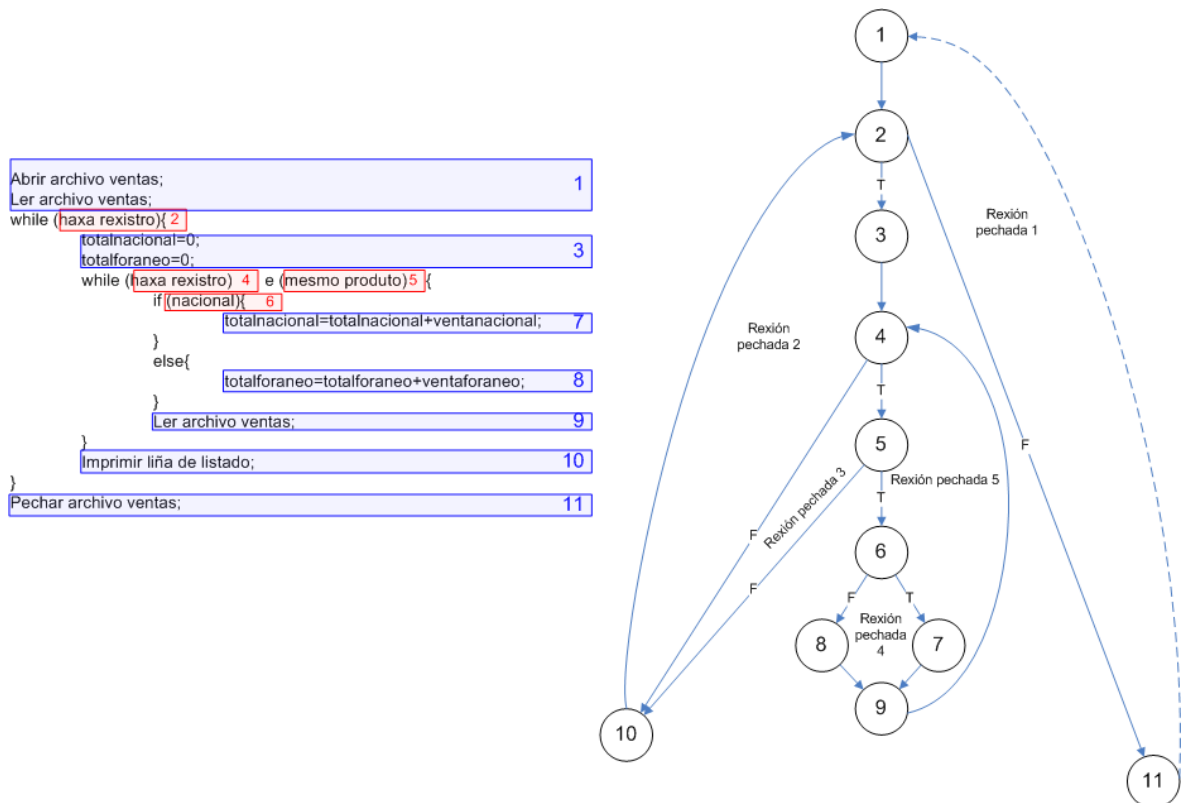 Abrir archivo ventas;
Ler archivo ventas; 1
while (haxa rexistro){ 2
totalnacional=0;
totalforaneo=0; 3
while (haxa rexistro) 4 e (mesmo produto) 5 {
if (nacional){ 6
totalnacional=totalnacional+ventanacional; 7
}
else{
totalforaneo=totalforaneo+ventaforaneo; 8
}
Ler archivo ventas; 9
}
Imprimir liña de listado; 10
}
Pechar archivo ventas; 11
1
2
T
Rexión
pechada 1
3
Rexión
pechada 2
4
T
F
5
Rexión pechada 3
Rexión pechada 5
T
F
F
6
F
T
8
Rexión
pechada
4
7
9
10
11